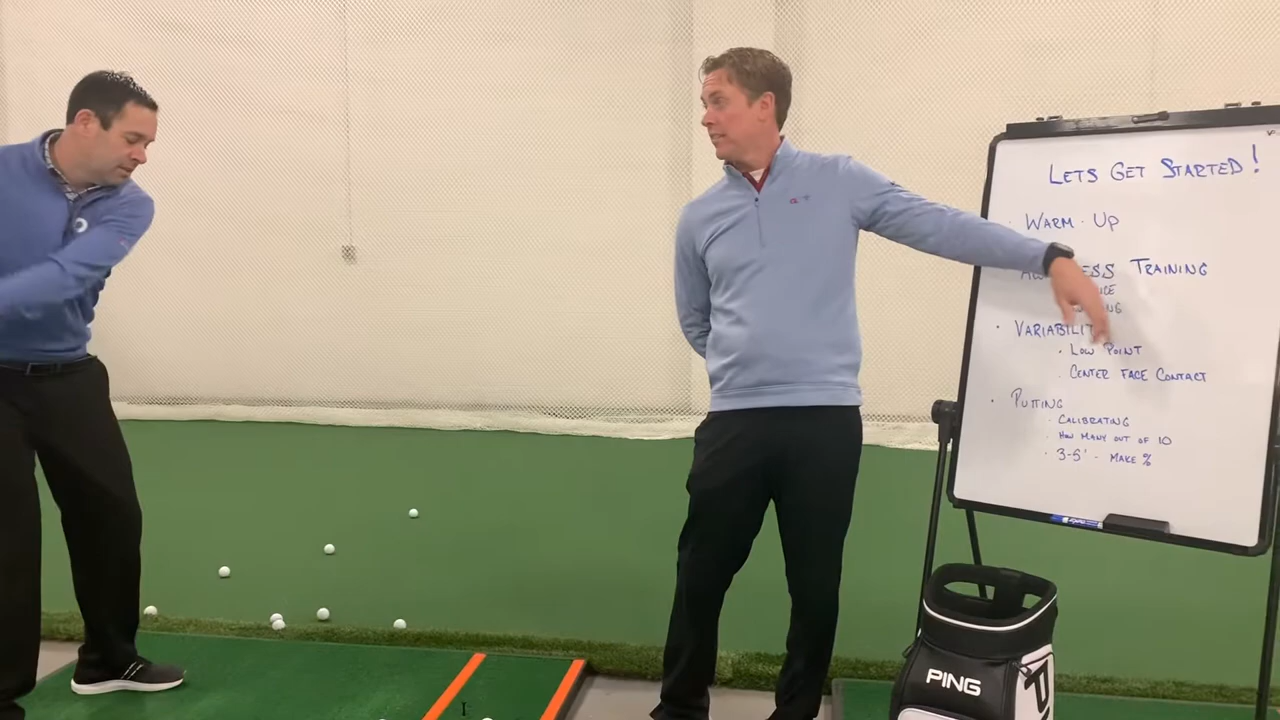 LETS GET STARTED!
· WARM-UP
TRAINING
· VARIABILIT
· LOW POINT
· CENTER FACE CONTACT
· PUTTING
· CALIBRATING
· HOW MANY OUT OF 10
· 3-5' - MAKE %
PING